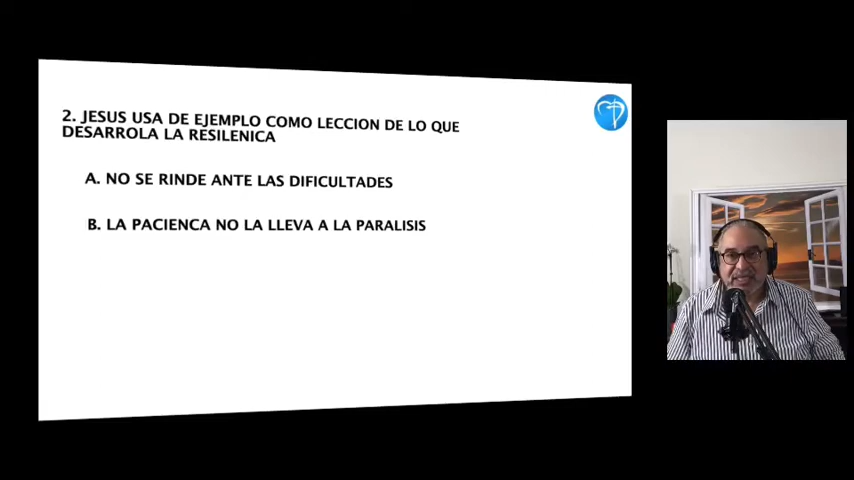 2. JESUS USA DE EJEMPLO COMO LECCION DE LO QUE
DESARROLA LA RESILENICA
A. NO SE RINDE ANTE LAS DIFICULTADES
B. LA PACIENCA NO LA LLEVA A LA PARALISIS